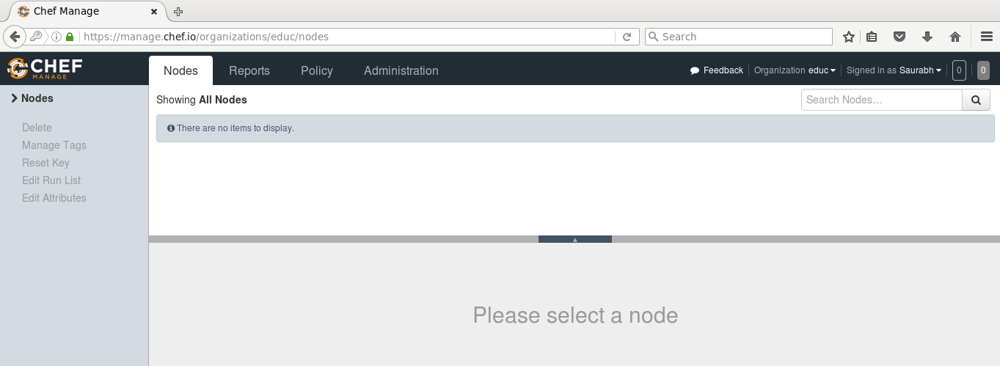 Chef Manage
https://manage.chef.io/organizations/educ/nodes
Search
CHEF
MANAGE
Nodes Reports Policy Administration
Feedback Organization educ Signed in as Saurabh 0 0
Nodes
Delete
Manage Tags
Reset Key
Edit Run List
Edit Attributes
Showing All Nodes
Search Nodes...
There are no items to display.
Please select a node